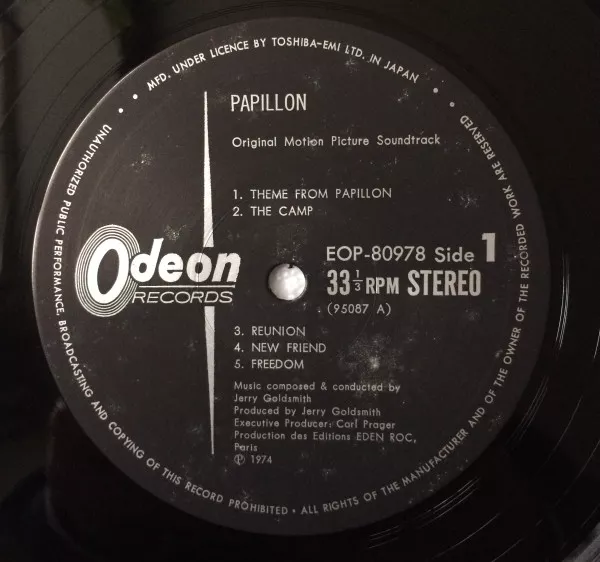 • • MFD. UNDER LICENCE BY TOSHIBA-EMI LTD. IN JAPAN • •
PAPILLON
Original Motion Picture Soundtrack
1. THEME FROM PAPILLON
2. THE CAMP
Odeon
RECORDS
EOP-80978 Side 1
33 1/3 RPM STEREO
(95087 A)
3. REUNION
4. NEW FRIEND
5. FREEDOM
Music composed & conducted by
Jerry Goldsmith
Produced by Jerry Goldsmith
Executive Producer: Carl Prager
Production des Editions EDEN ROC,
Paris
Ⓟ 1974
UNAUTHORIZED PUBLIC PERFORMANCE, BROADCASTING AND COPYING OF THIS RECORD PROHIBITED • ALL RIGHTS OF THE MANUFACTURER AND OF THE OWNER OF THE RECORDED WORK ARE RESERVED